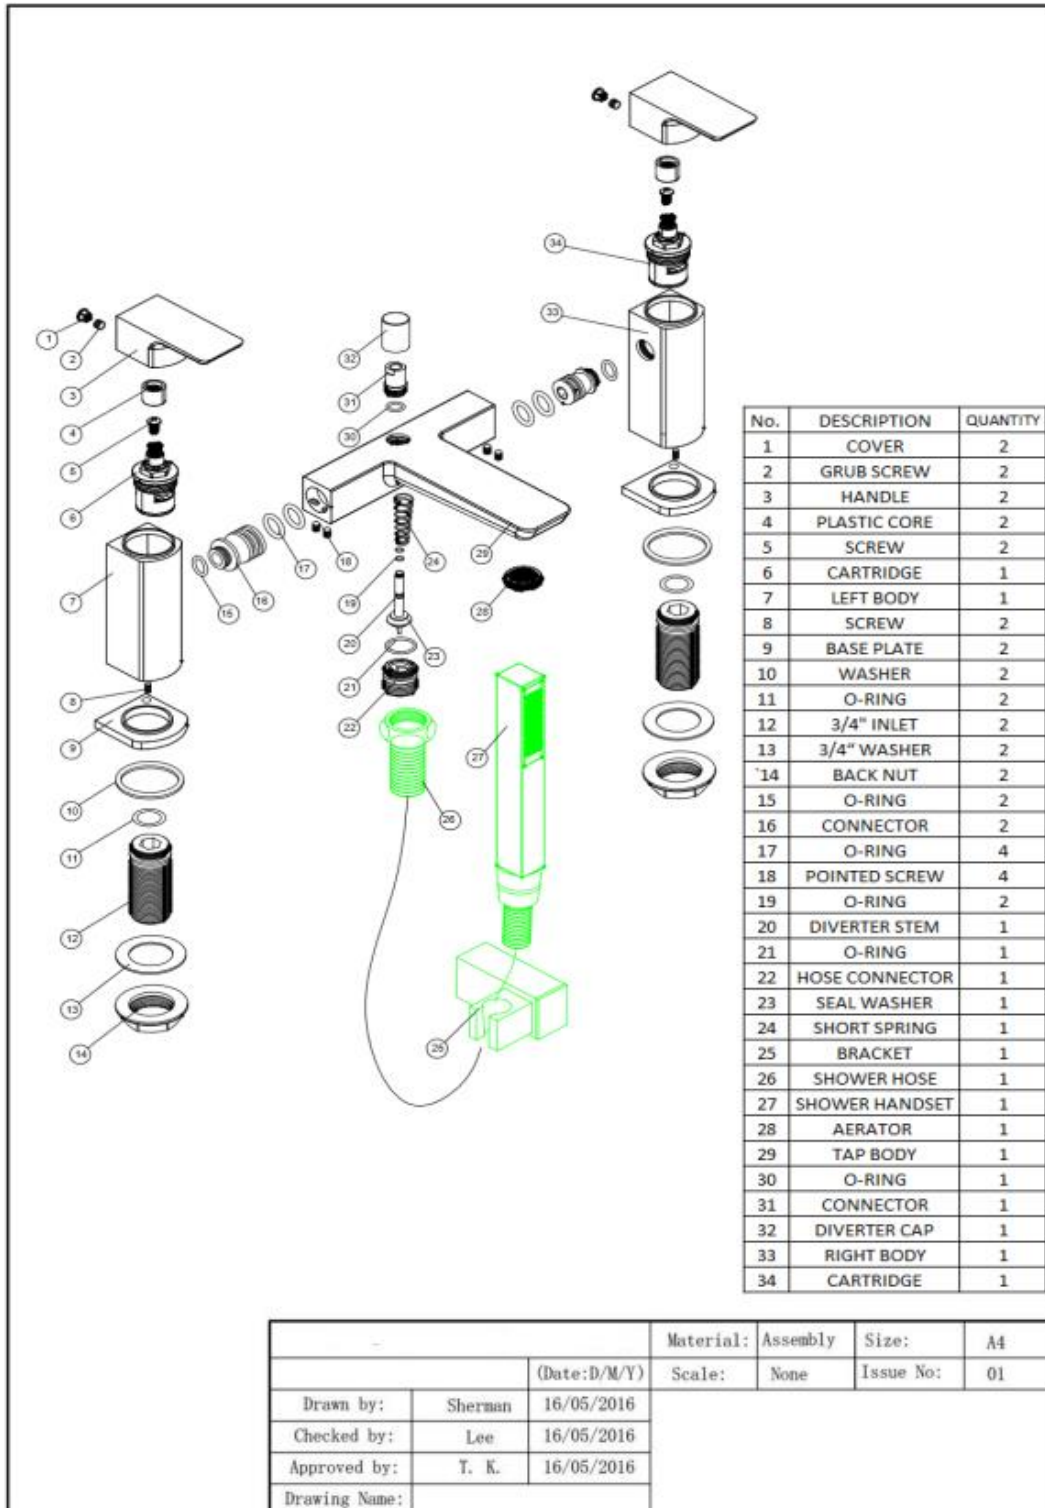 34
33
32
31
30
1
2
3
4
5
6
7
8
9
10
11
12
13
14
15
16
17
18
19
20
21
22
23
24
29
28
27
26
25
No. DESCRIPTION QUANTITY
1 COVER 2
2 GRUB SCREW 2
3 HANDLE 2
4 PLASTIC CORE 2
5 SCREW 2
6 CARTRIDGE 1
7 LEFT BODY 1
8 SCREW 2
9 BASE PLATE 2
10 WASHER 2
11 O-RING 2
12 3/4" INLET 2
13 3/4" WASHER 2
`14 BACK NUT 2
15 O-RING 2
16 CONNECTOR 2
17 O-RING 4
18 POINTED SCREW 4
19 O-RING 2
20 DIVERTER STEM 1
21 O-RING 1
22 HOSE CONNECTOR 1
23 SEAL WASHER 1
24 SHORT SPRING 1
25 BRACKET 1
26 SHOWER HOSE 1
27 SHOWER HANDSET 1
28 AERATOR 1
29 TAP BODY 1
30 O-RING 1
31 CONNECTOR 1
32 DIVERTER CAP 1
33 RIGHT BODY 1
34 CARTRIDGE 1
Material: Assembly Size: A4
(Date:D/M/Y) Scale: None Issue No: 01
Drawn by: Sherman 16/05/2016
Checked by: Lee 16/05/2016
Approved by: T. K. 16/05/2016
Drawing Name: